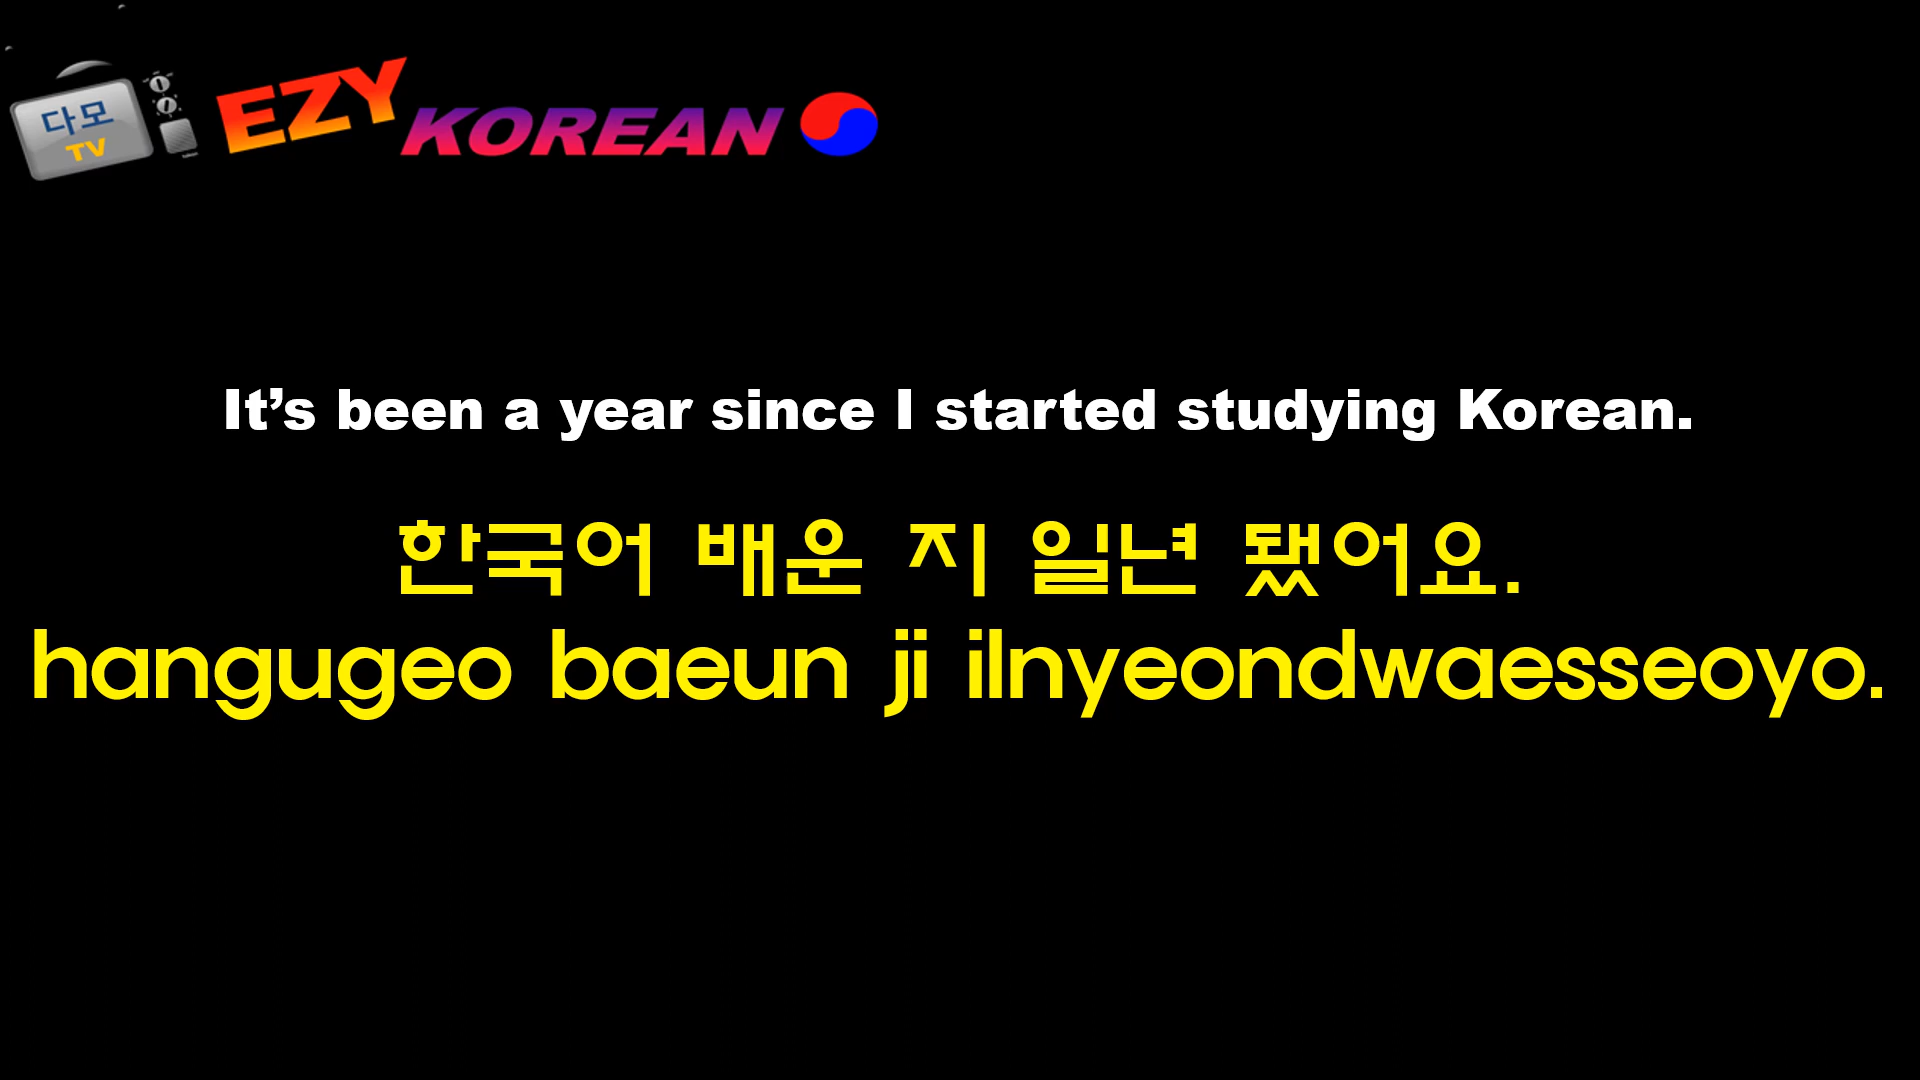 다모
TV
EZY KOREAN
It’s been a year since I started studying Korean.
한국어 배운 지 일년 됐어요.
hangugeo baeun ji ilnyeondwaesseoyo.